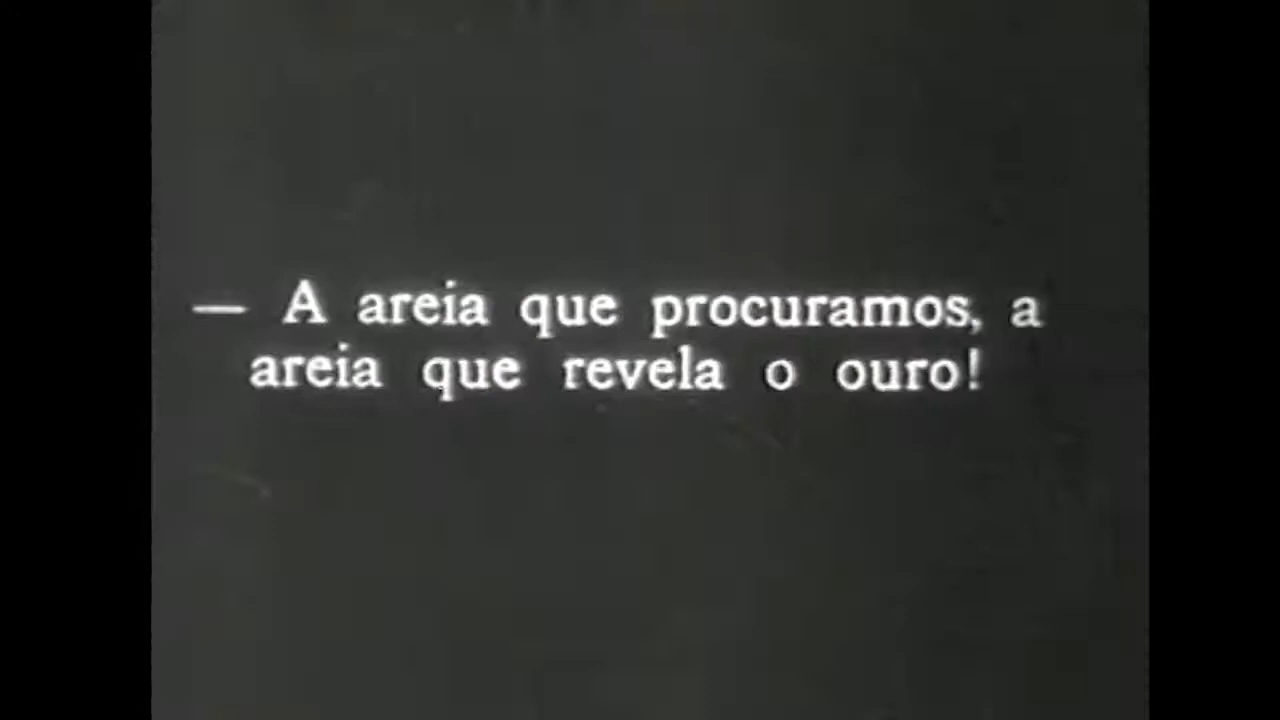 — A areia que procuramos, a
areia que revela o ouro!